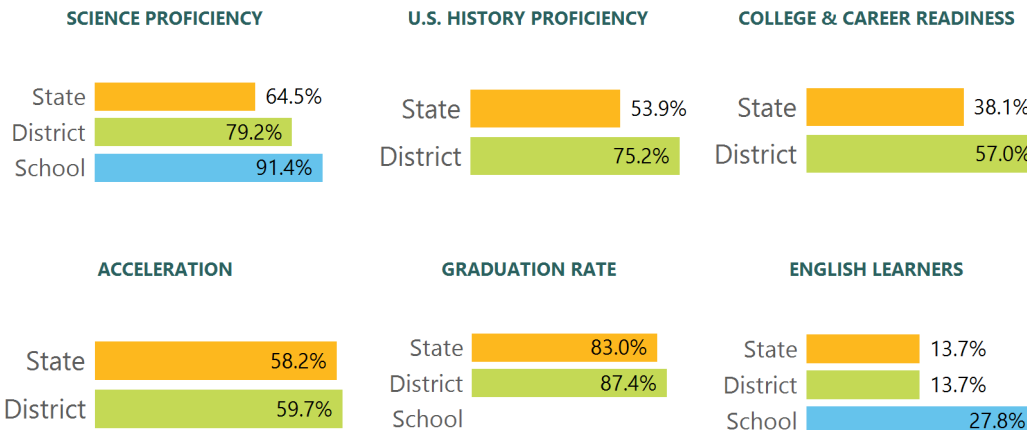 SCIENCE PROFICIENCY
State 64.5%
District 79.2%
School 91.4%
U.S. HISTORY PROFICIENCY
State 53.9%
District 75.2%
COLLEGE & CAREER READINESS
State 38.1%
District 57.0%
ACCELERATION
State 58.2%
District 59.7%
GRADUATION RATE
State 83.0%
District 87.4%
School
ENGLISH LEARNERS
State 13.7%
District 13.7%
School 27.8%